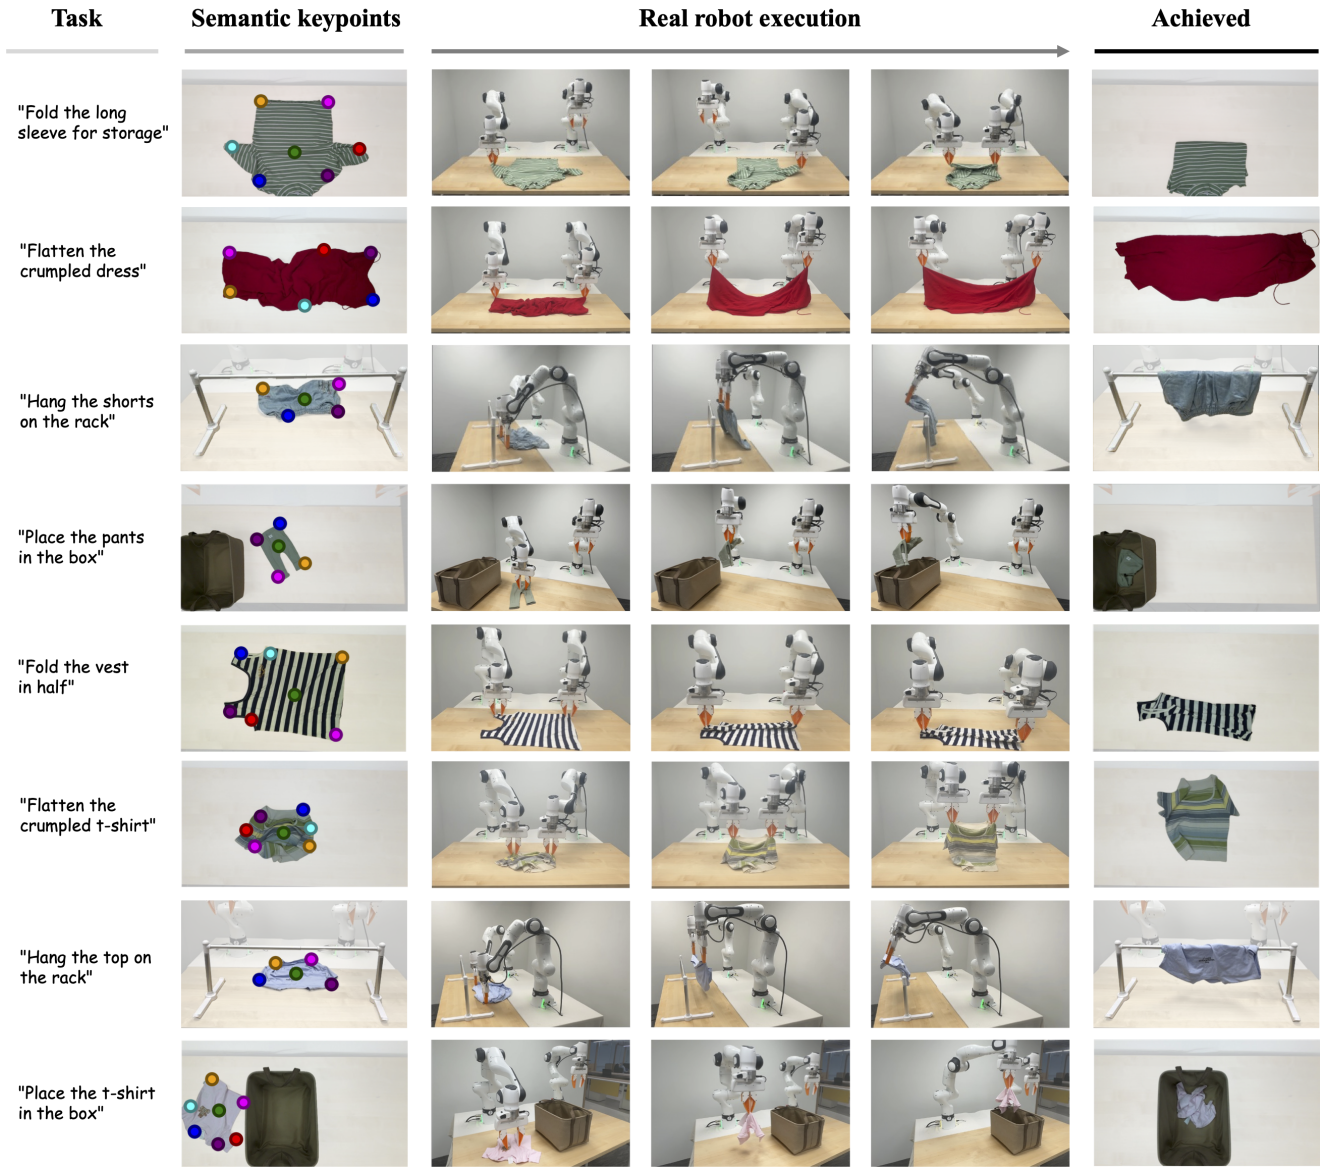 Task
Semantic keypoints
Real robot execution
Achieved
"Fold the long
sleeve for storage"
"Flatten the
crumpled dress"
"Hang the shorts
on the rack"
"Place the pants
in the box"
"Fold the vest
in half"
"Flatten the
crumpled t-shirt"
"Hang the top on
the rack"
"Place the t-shirt
in the box"